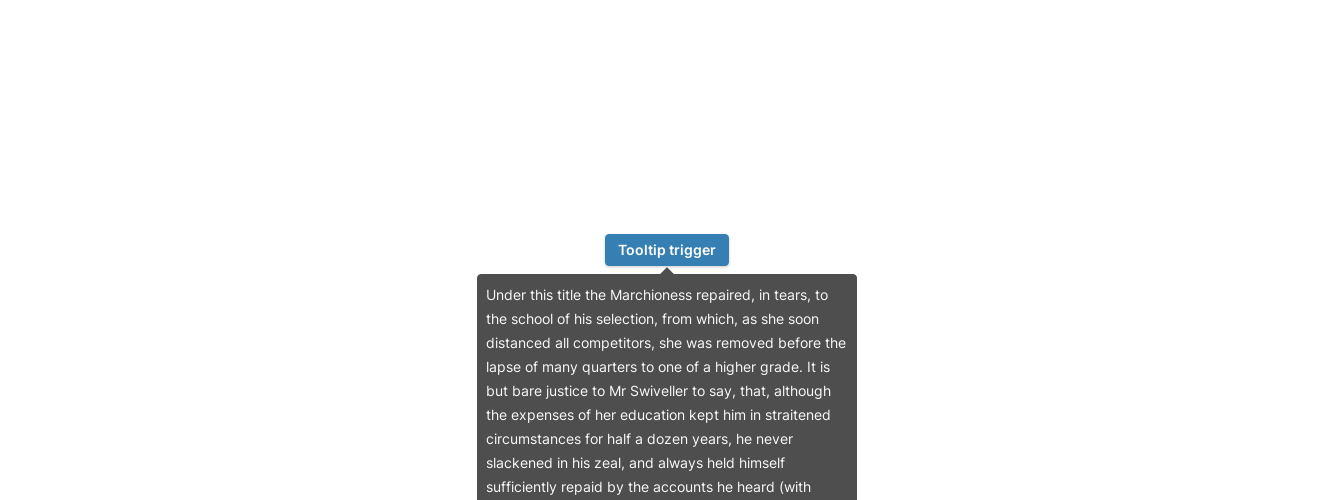 Tooltip trigger
Under this title the Marchioness repaired, in tears, to
the school of his selection, from which, as she soon
distanced all competitors, she was removed before the
lapse of many quarters to one of a higher grade. It is
but bare justice to Mr Swiveller to say, that, although
the expenses of her education kept him in straitened
circumstances for half a dozen years, he never
slackened in his zeal, and always held himself
sufficiently repaid by the accounts he heard (with